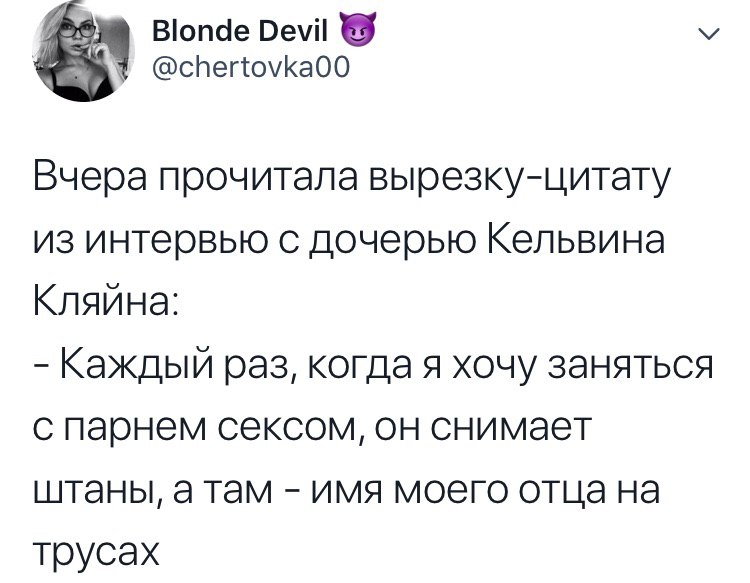 Blonde Devil 😈
@chertovka00
Вчера прочитала вырезку-цитату
из интервью с дочерью Кельвина
Кляйна:
- Каждый раз, когда я хочу заняться
с парнем сексом, он снимает
штаны, а там - имя моего отца на
трусах